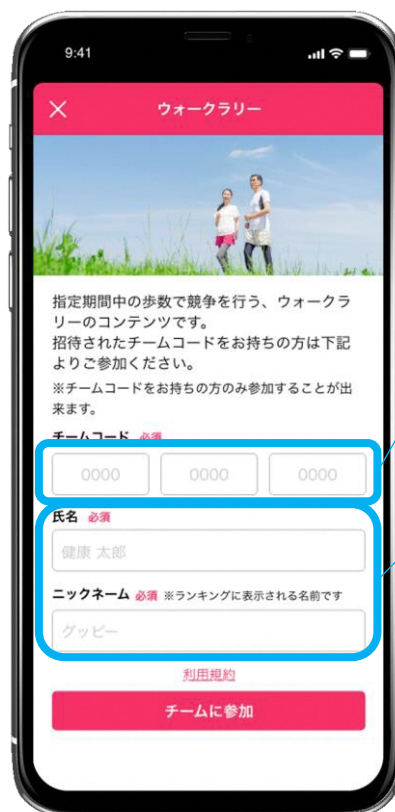 9:41
ウォークラリー
指定期間中の歩数で競争を行う、ウォークラ
リーのコンテンツです。
招待されたチームコードをお持ちの方は下記
よりご参加ください。
※チームコードをお持ちの方のみ参加することが出
来ます。
チームコード 必須
0000 0000 0000
氏名 必須
健康 太郎
ニックネーム 必須 ※ランキングに表示される名前です
グッピー
利用規約
チームに参加